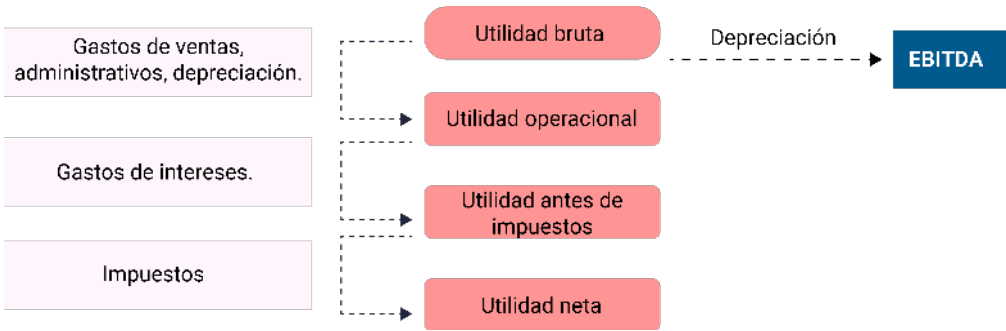 Gastos de ventas,
administrativos, depreciación.
Gastos de intereses.
Impuestos
Utilidad bruta
Utilidad operacional
Utilidad antes de
impuestos
Utilidad neta
Depreciación
EBITDA